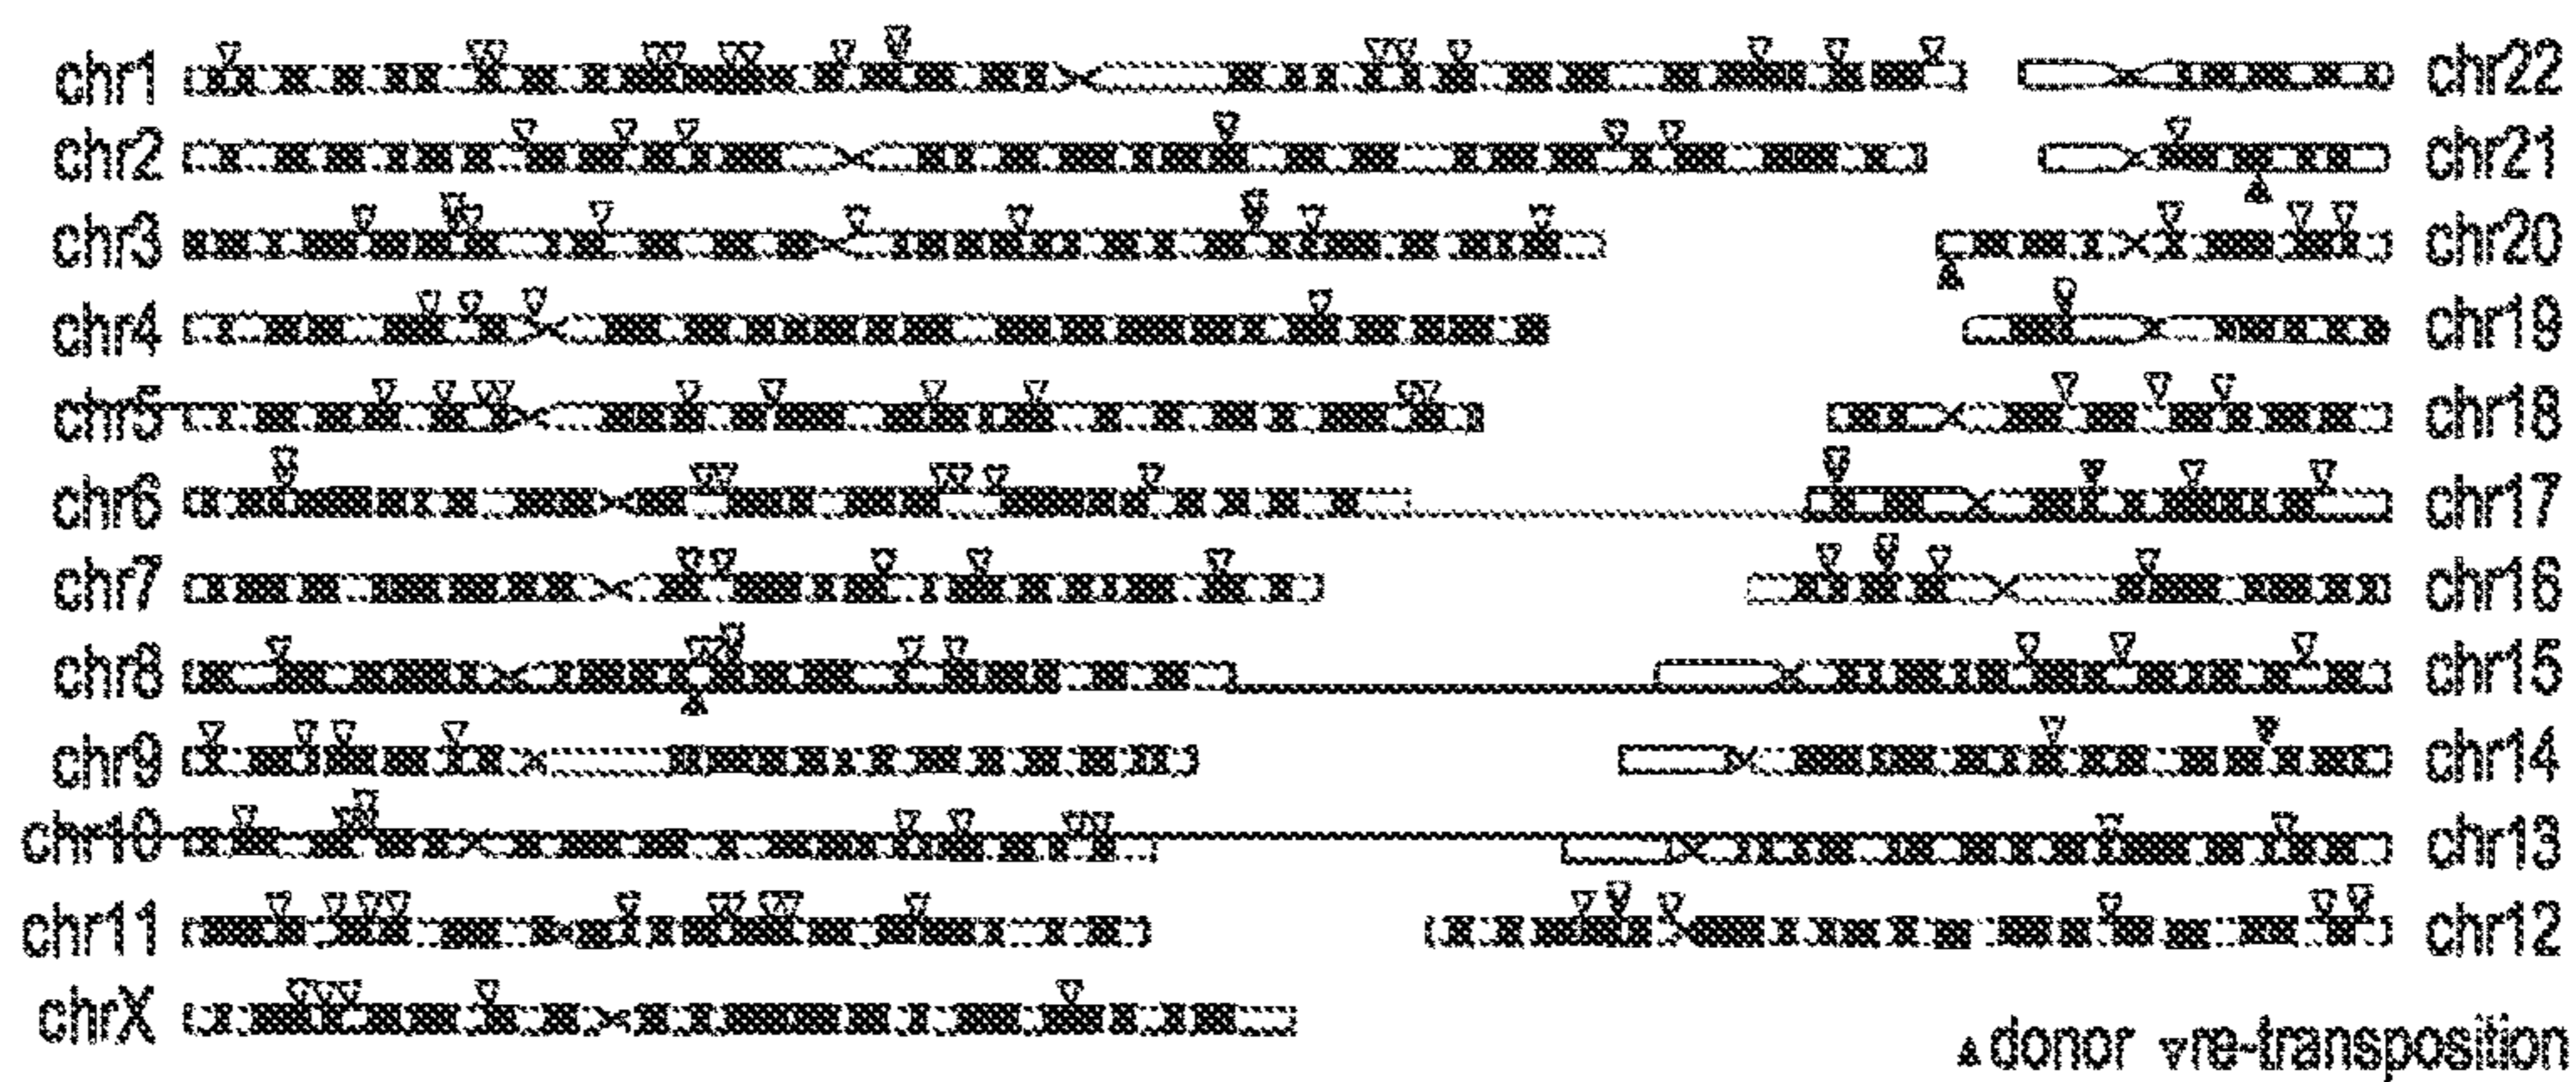 chr1 chr22
chr2 chr21
chr3 chr20
chr4 chr19
chr5 chr18
chr6 chr17
chr7 chr16
chr8 chr15
chr9 chr14
chr10 chr13
chr11 chr12
chrX
▲donor ▽re-transposition